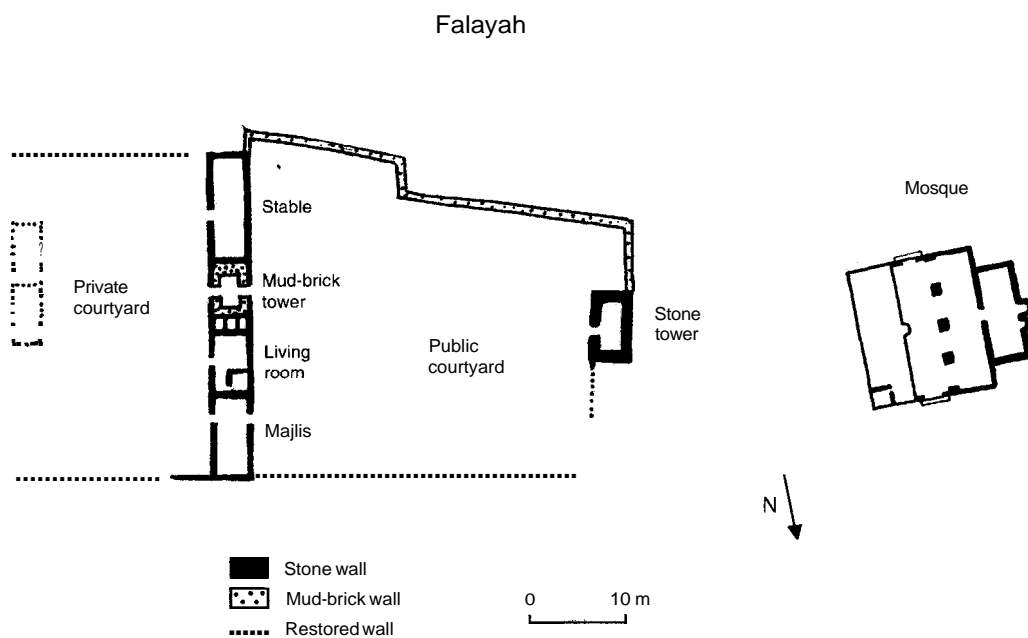 Falayah
Mosque
Stable
Private
courtyard
Mud-brick
tower
Stone
tower
Living
room
Public
courtyard
Majlis
N
Stone wall
Mud-brick wall
Restored wall
0 10 m